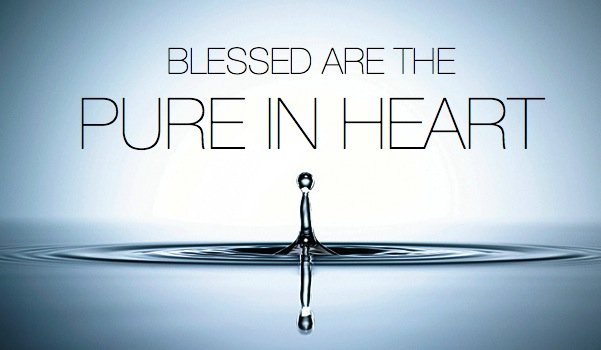 BLESSED ARE THE
PURE IN HEART